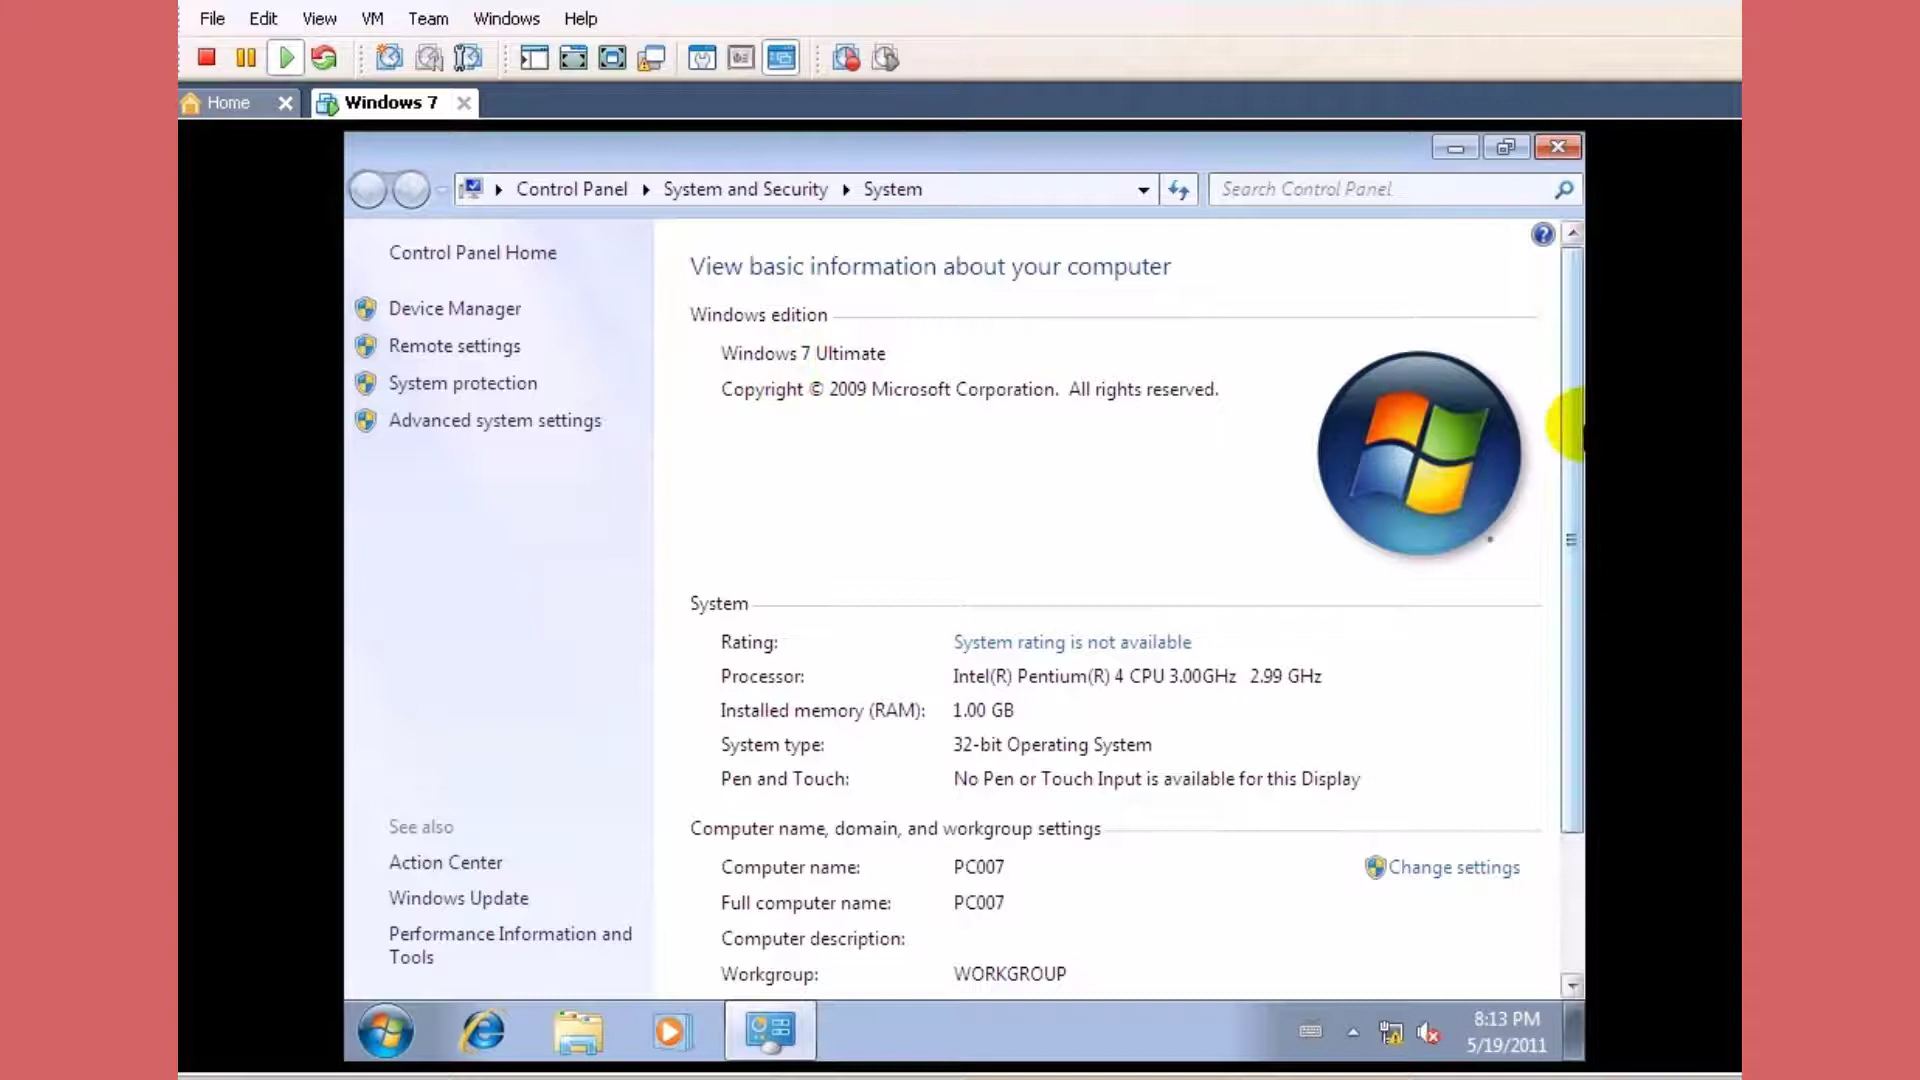 File Edit View VM Team Windows Help
Home Windows 7
Control Panel System and Security System Search Control Panel
Control Panel Home
Device Manager
Remote settings
System protection
Advanced system settings
See also
Action Center
Windows Update
Performance Information and
Tools
View basic information about your computer
Windows edition
Windows 7 Ultimate
Copyright © 2009 Microsoft Corporation. All rights reserved.
System
Rating: System rating is not available
Processor: Intel(R) Pentium(R) 4 CPU 3.00GHz 2.99 GHz
Installed memory (RAM): 1.00 GB
System type: 32-bit Operating System
Pen and Touch: No Pen or Touch Input is available for this Display
Computer name, domain, and workgroup settings
Computer name: PC007 Change settings
Full computer name: PC007
Computer description:
Workgroup: WORKGROUP
8:13 PM
5/19/2011